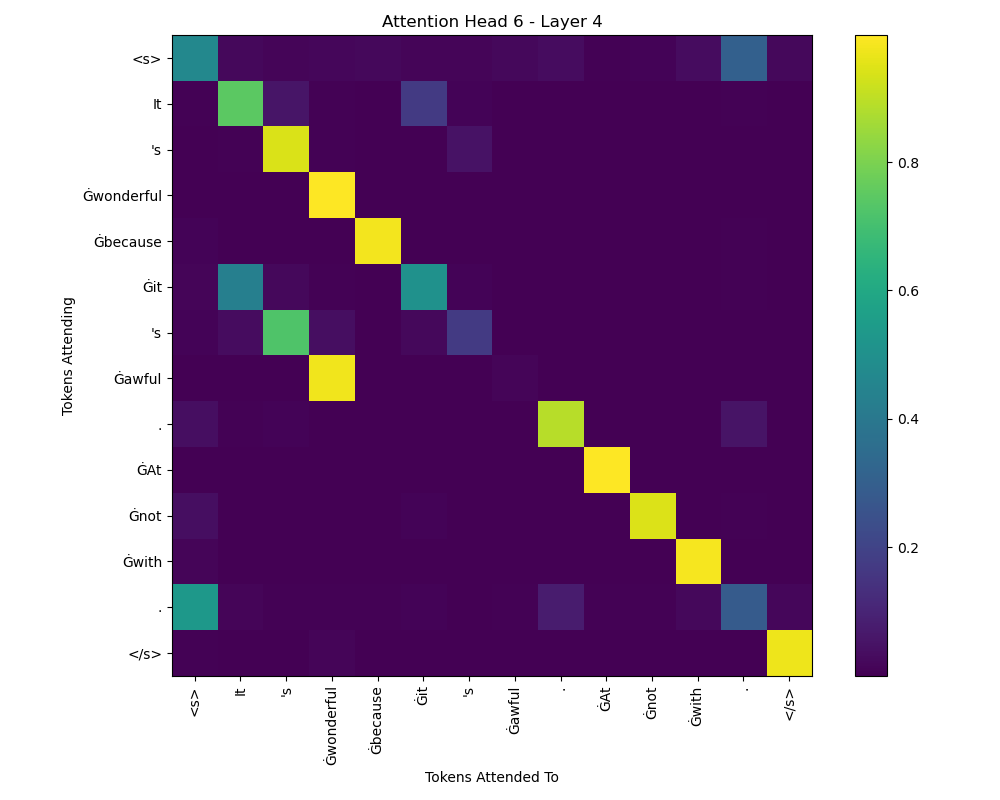 Attention Head 6 - Layer 4
<s>
It
's
Ġwonderful
Ġbecause
Ġit
's
Ġawful
.
ĠAt
Ġnot
Ġwith
.
</s>
Tokens Attending
<s>
It
's
Ġwonderful
Ġbecause
Ġit
's
Ġawful
.
ĠAt
Ġnot
Ġwith
.
</s>
Tokens Attended To
0.8
0.6
0.4
0.2